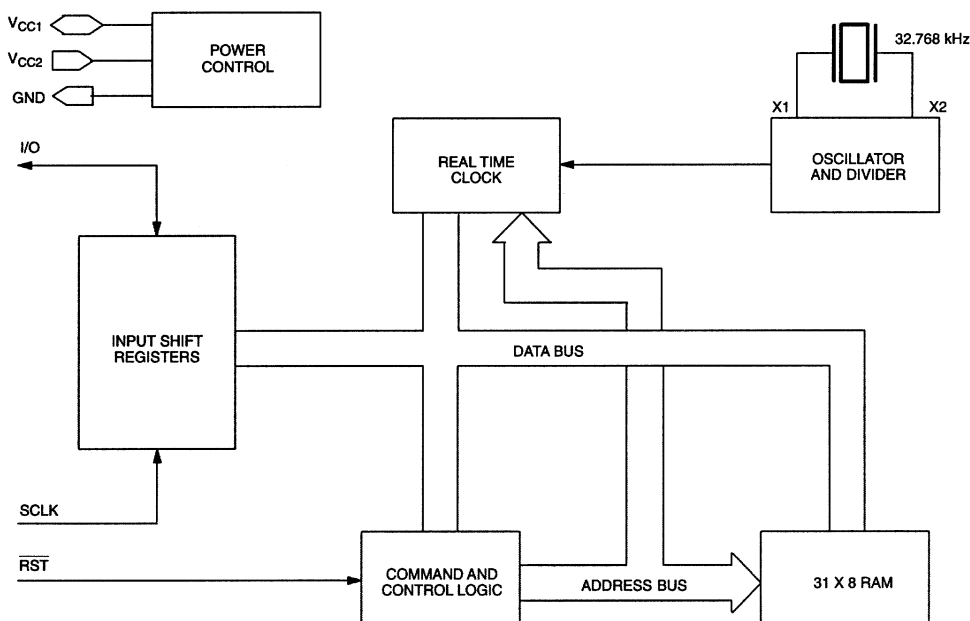 VCC1
VCC2
GND
POWER
CONTROL
32.768 kHz
X1
X2
I/O
REAL TIME
CLOCK
OSCILLATOR
AND DIVIDER
INPUT SHIFT
REGISTERS
DATA BUS
SCLK
RST
COMMAND AND
CONTROL LOGIC
ADDRESS BUS
31 X 8 RAM